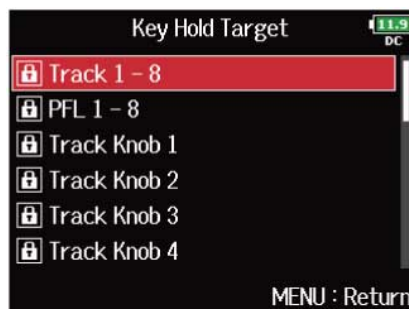 Key Hold Target
11.9
DC
Track 1 - 8
PFL 1 - 8
Track Knob 1
Track Knob 2
Track Knob 3
Track Knob 4
MENU : Return